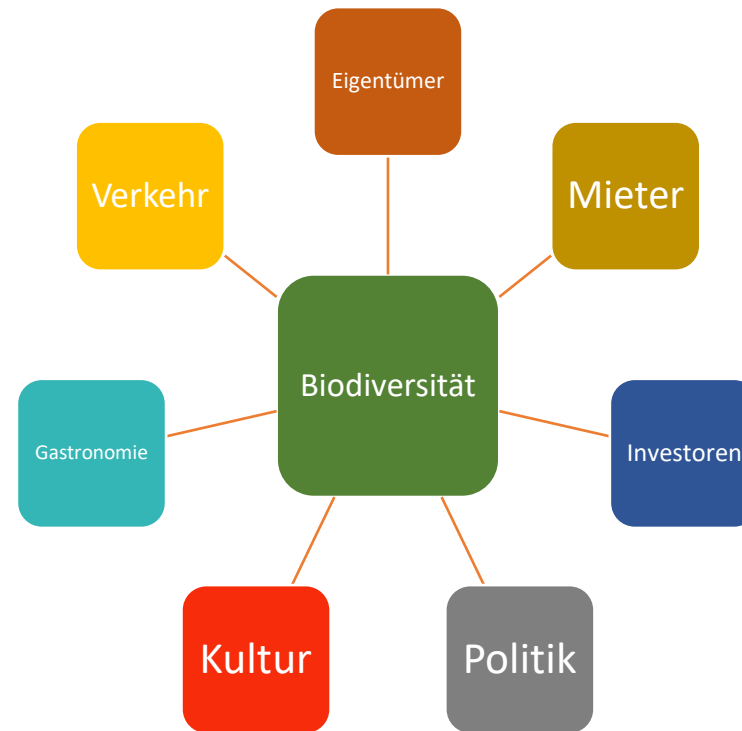 Eigentümer
Verkehr
Mieter
Biodiversität
Gastronomie
Investoren
Kultur
Politik